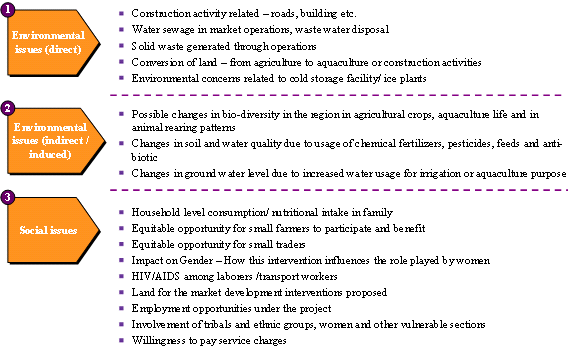 1
Environmental
issues (direct)
Construction activity related – roads, building etc.
Water sewage in market operations, waste water disposal
Solid waste generated through operations
Conversion of land – from agriculture to aquaculture or construction activities
Environmental concerns related to cold storage facility/ ice plants
2
Environmental
issues (indirect /
induced)
Possible changes in bio-diversity in the region in agricultural crops, aquaculture life and in
animal rearing patterns
Changes in soil and water quality due to usage of chemical fertilizers, pesticides, feeds and anti-
biotic
Changes in ground water level due to increased water usage for irrigation or aquaculture purpose
3
Social issues
Household level consumption/ nutritional intake in family
Equitable opportunity for small farmers to participate and benefit
Equitable opportunity for small traders
Impact on Gender – How this intervention influences the role played by women
HIV/AIDS among laborers /transport workers
Land for the market development interventions proposed
Employment opportunities under the project
Involvement of tribals and ethnic groups, women and other vulnerable sections
Willingness to pay service charges